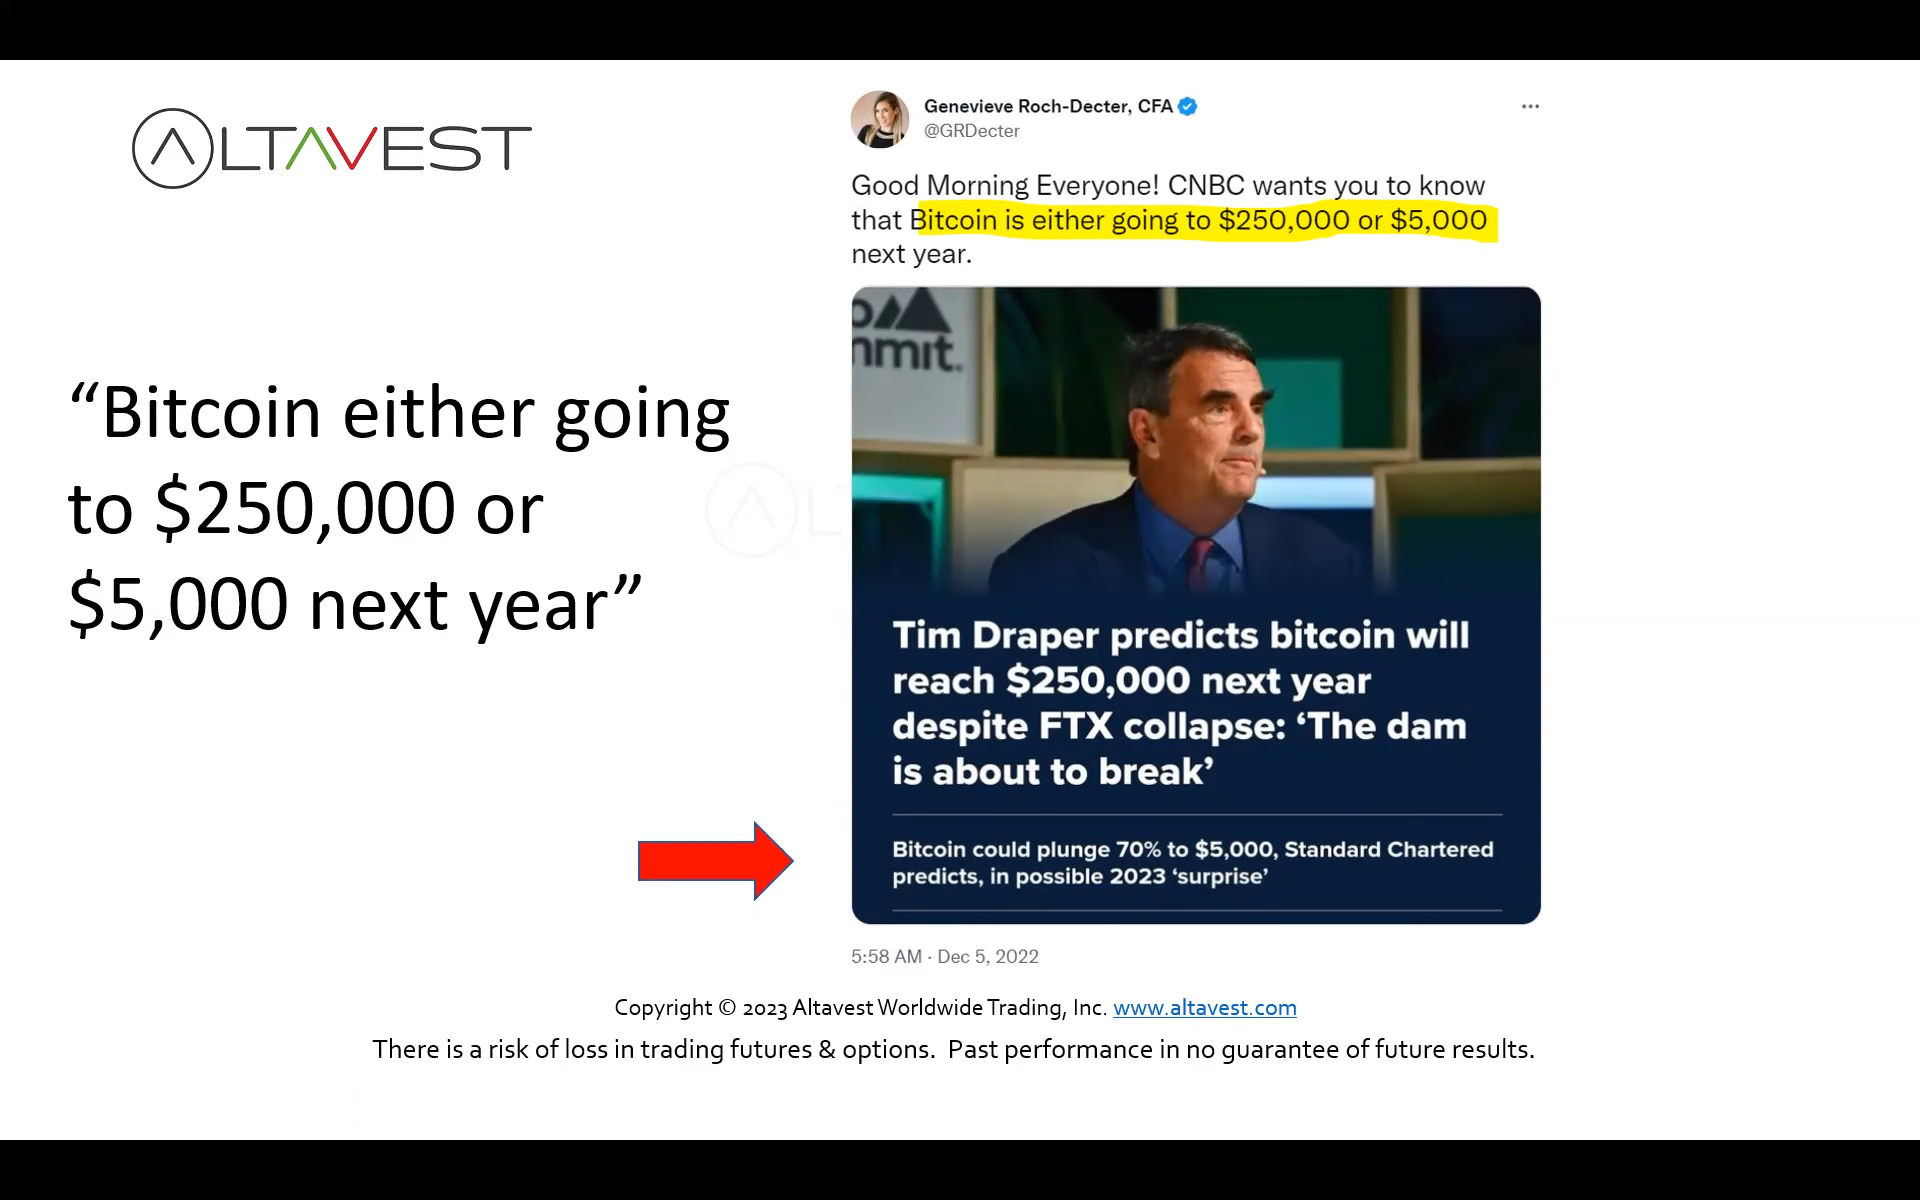 ALTAVEST
Genevieve Roch-Decter, CFA
@GRDecter
Good Morning Everyone! CNBC wants you to know
that Bitcoin is either going to $250,000 or $5,000
next year.
mmit.
“Bitcoin either going
to $250,000 or
$5,000 next year”
Tim Draper predicts bitcoin will
reach $250,000 next year
despite FTX collapse: ‘The dam
is about to break’
Bitcoin could plunge 70% to $5,000, Standard Chartered
predicts, in possible 2023 ‘surprise’
5:58 AM · Dec 5, 2022
Copyright © 2023 Altavest Worldwide Trading, Inc. www.altavest.com
There is a risk of loss in trading futures & options.  Past performance in no guarantee of future results.